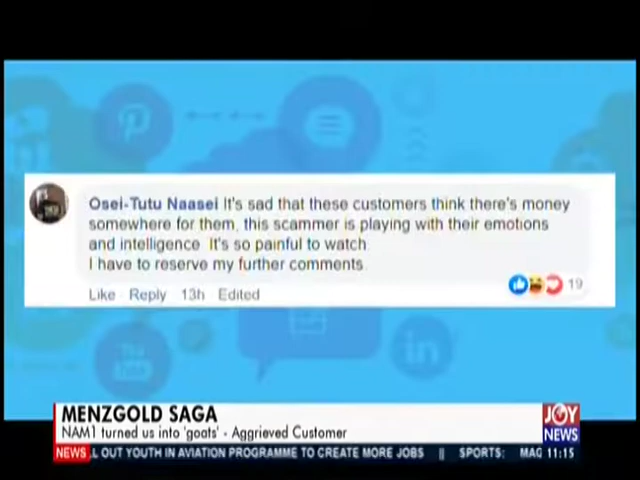 Osei-Tutu Naasei It's sad that these customers think there's money
somewhere for them, this scammer is playing with their emotions
and intelligence It's so painful to watch
I have to reserve my further comments
Like Reply 13h Edited
19
You
in
MENZGOLD SAGA
NAM1 turned us into 'goats' - Aggrieved Customer
JOY
NEWS
NEWS L OUT YOUTH IN AVIATION PROGRAMME TO CREATE MORE JOBS || SPORTS: MAG 11:15